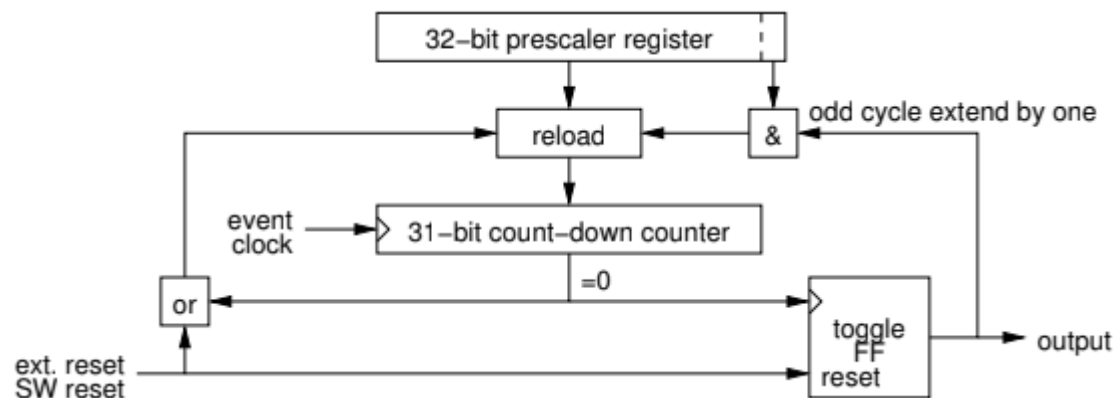 32-bit prescaler register
odd cycle extend by one
reload
&
event
clock
31-bit count-down counter
=0
or
toggle
FF
reset
output
ext. reset
SW reset